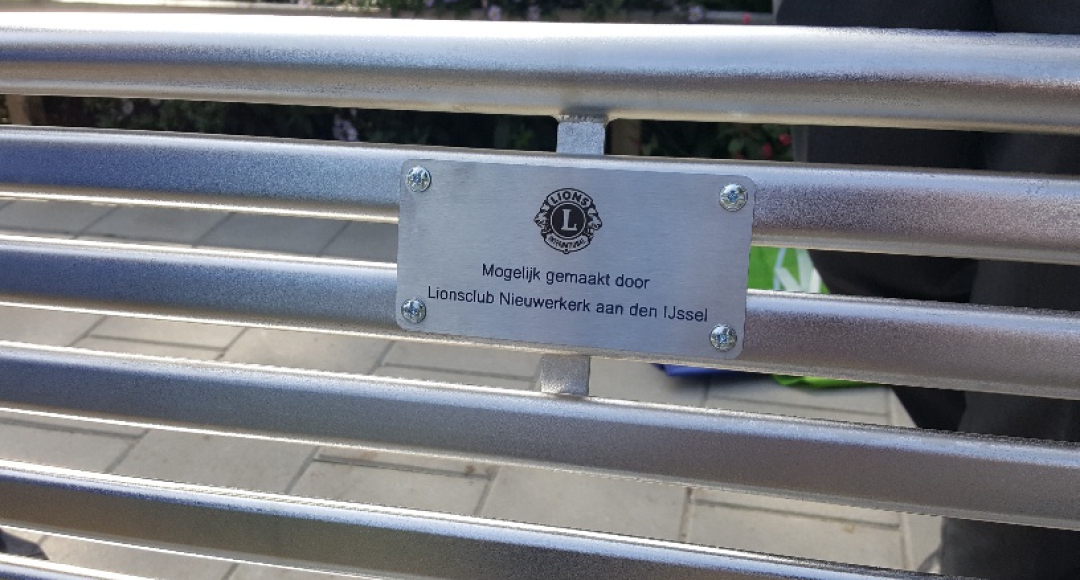 LIONS
L
INTERNATIONAL
Mogelijk gemaakt door
Lionsclub Nieuwerkerk aan den IJssel